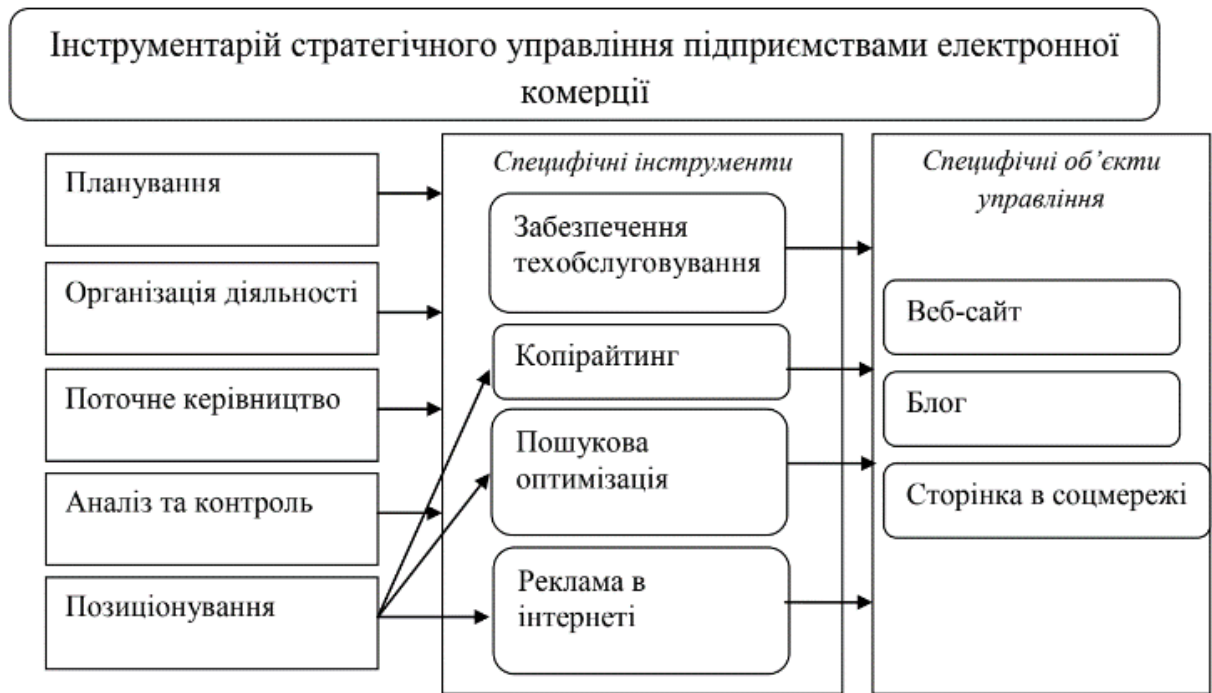 Інструментарій стратегічного управління підприємствами електронної
комерції
Планування
Організація діяльності
Поточне керівництво
Аналіз та контроль
Позиціонування
Специфічні інструменти
Забезпечення
техобслуговування
Копірайтинг
Пошукова
оптимізація
Реклама в
інтернеті
Специфічні об’єкти
управління
Веб-сайт
Блог
Сторінка в соцмережі